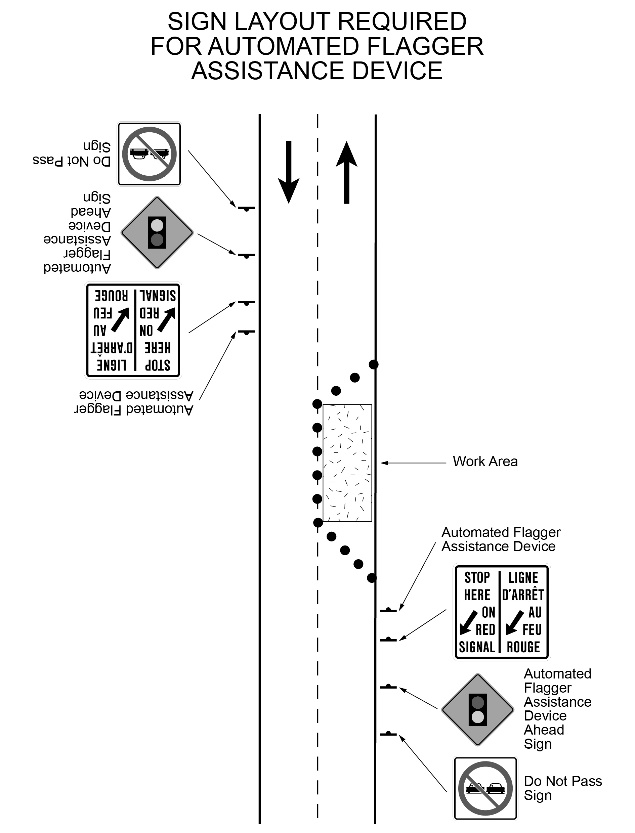 SIGN LAYOUT REQUIRED
FOR AUTOMATED FLAGGER
ASSISTANCE DEVICE
Do Not Pass
Sign
Automated
Flagger
Assistance
Device
Ahead
Sign
STOP LIGNE
HERE D'ARRÊT
ON AU
RED FEU
SIGNAL ROUGE
Automated Flagger
Assistance Device
Work Area
Automated Flagger
Assistance Device
STOP LIGNE
HERE D'ARRÊT
ON AU
RED FEU
SIGNAL ROUGE
Automated
Flagger
Assistance
Device
Ahead
Sign
Do Not Pass
Sign